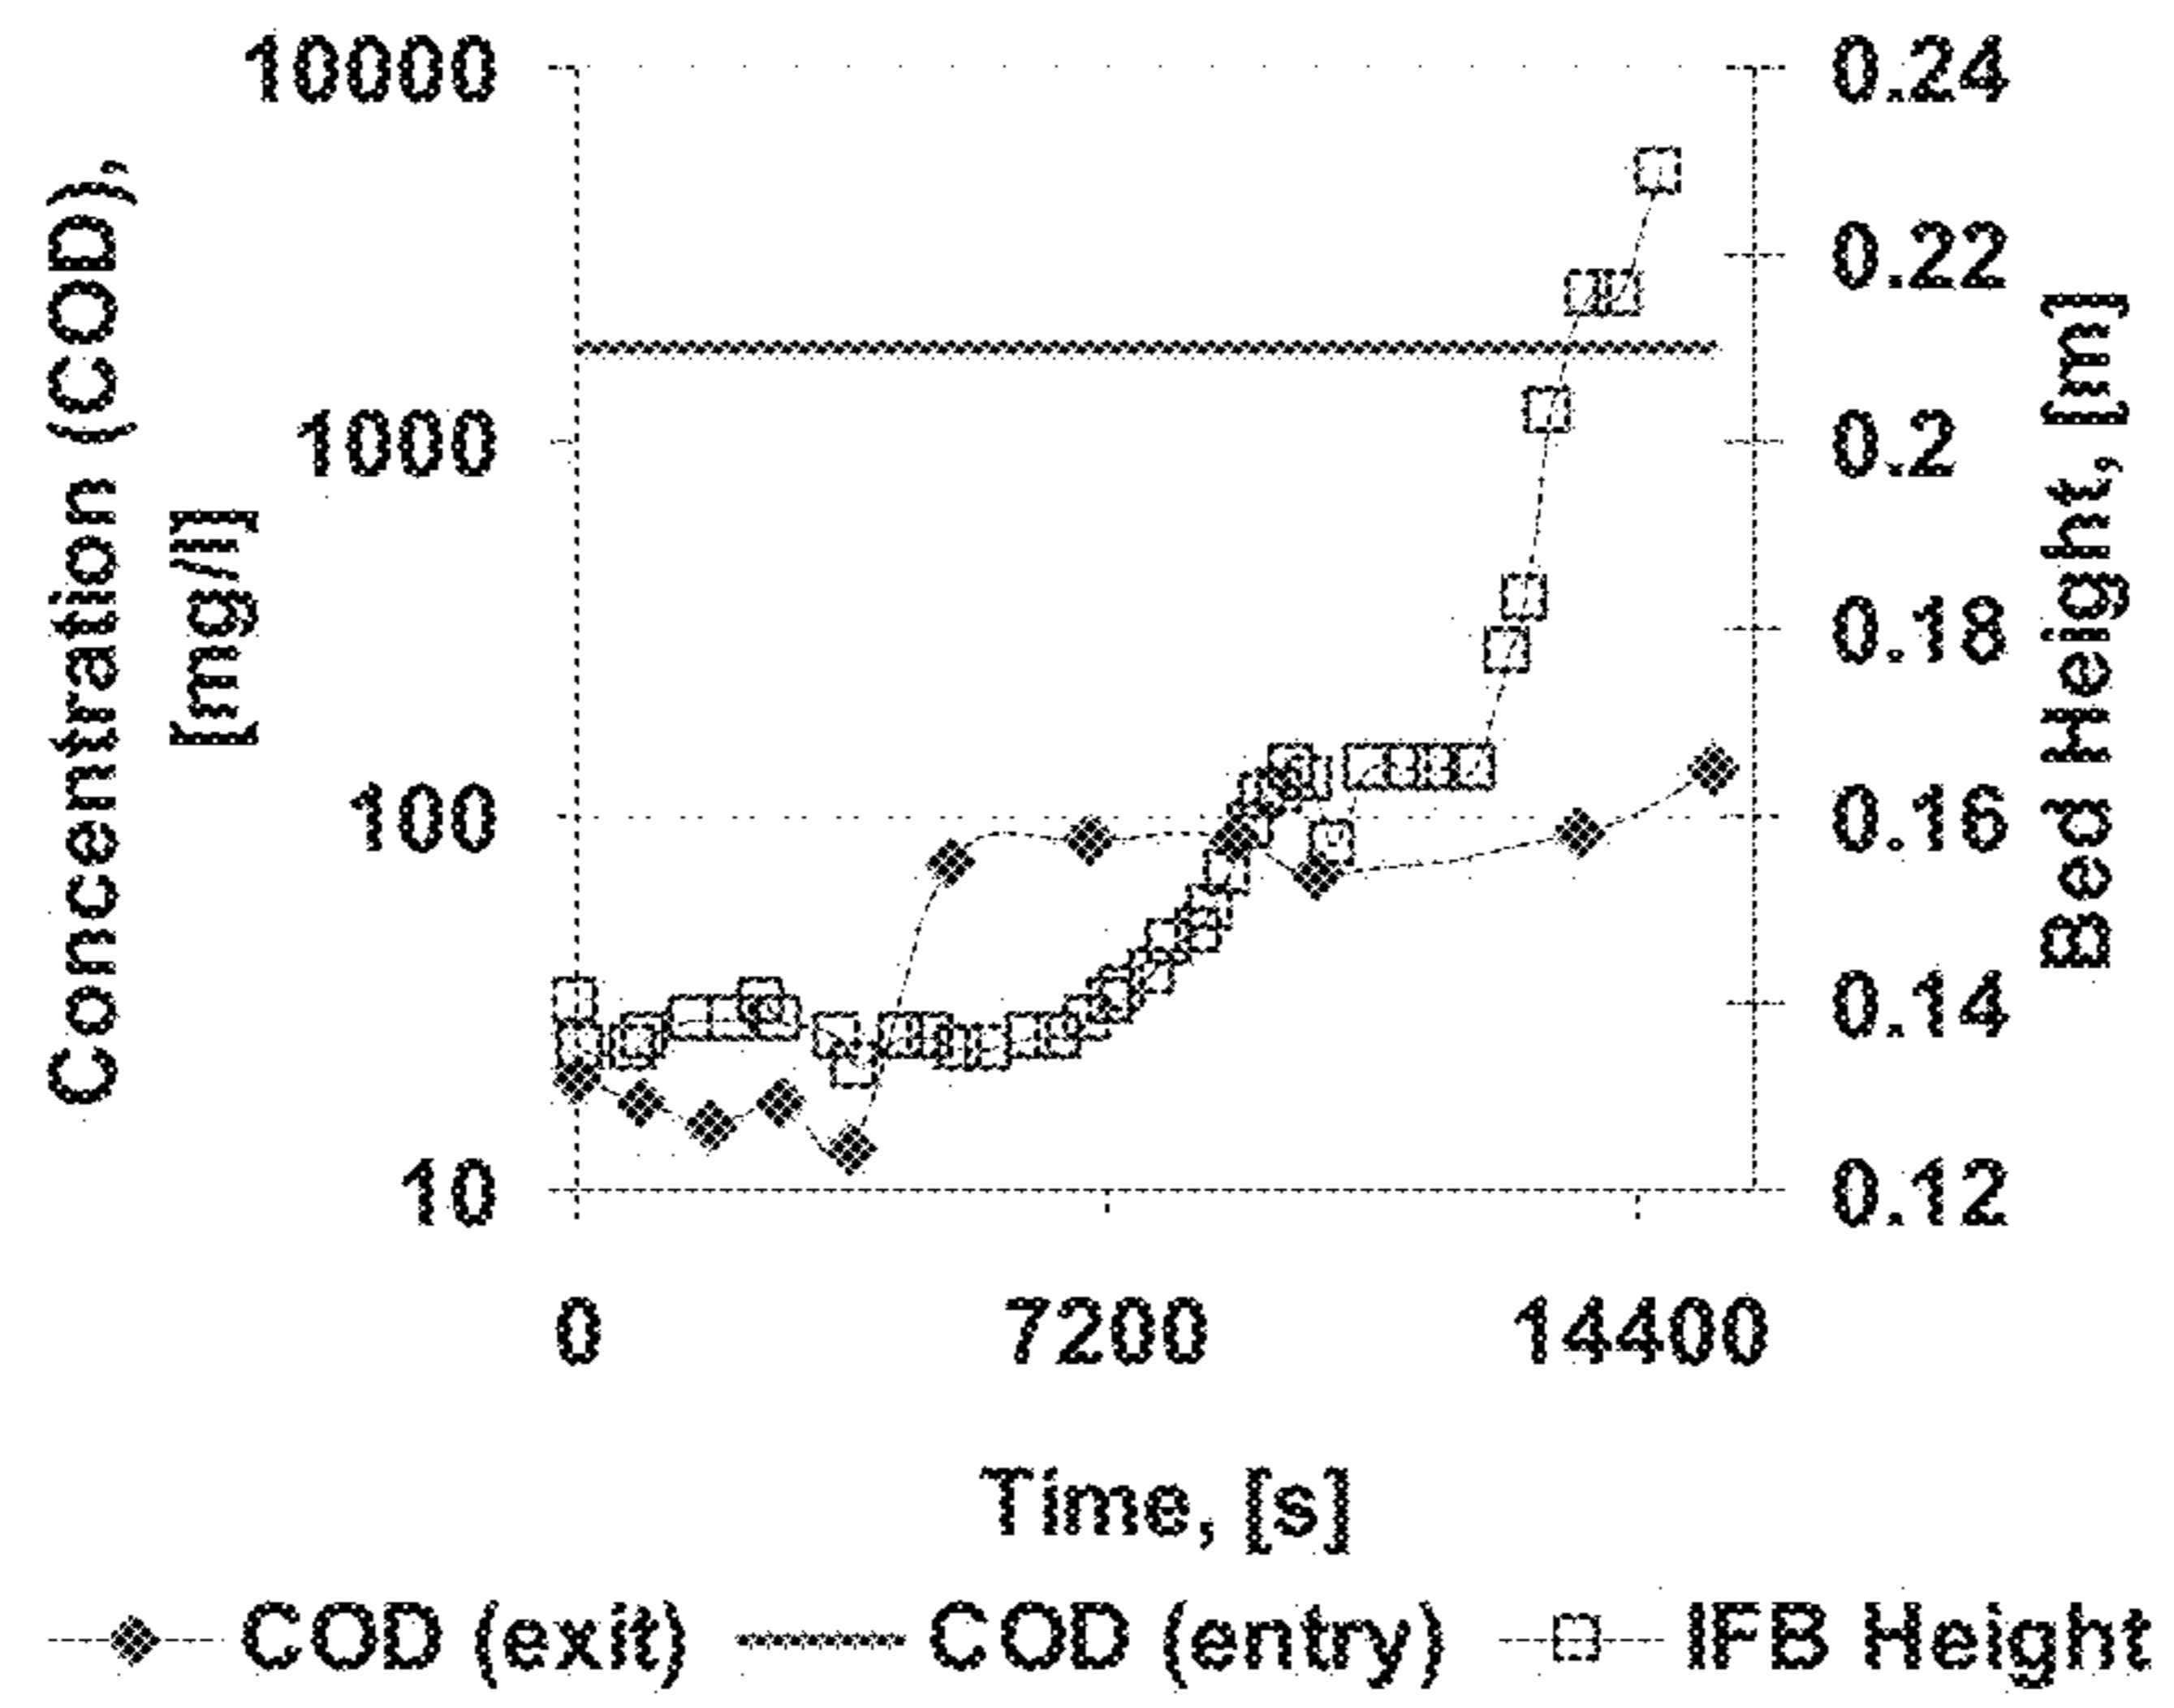 10000
1000
100
10
Concentration (COD),
[mg/l]
0.24
0.22
0.2
0.18
0.16
0.14
0.12
Bed Height, [m]
0 7200 14400
Time, [s]
COD (exit) COD (entry) IFB Height